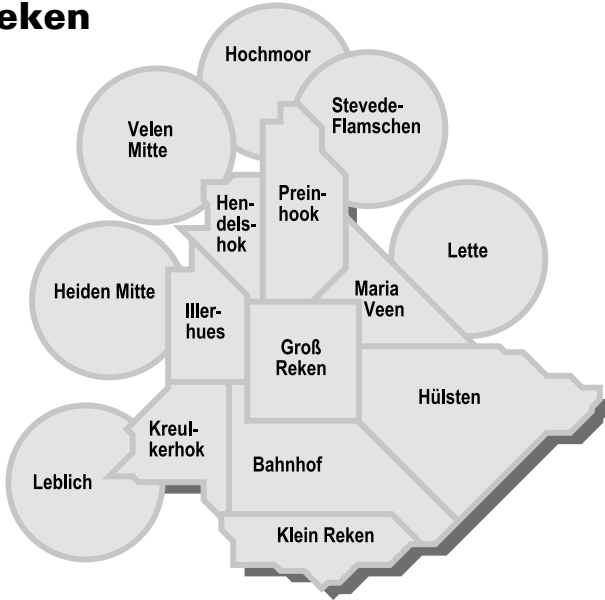 eken
Hochmoor
Stevede-
Flamschen
Velen
Mitte
Prein-
hook
Hen-
dels-
hok
Lette
Heiden Mitte
Maria
Veen
Iller-
hues
Groß
Reken
Hülsten
Kreul-
kerhok
Bahnhof
Leblich
Klein Reken